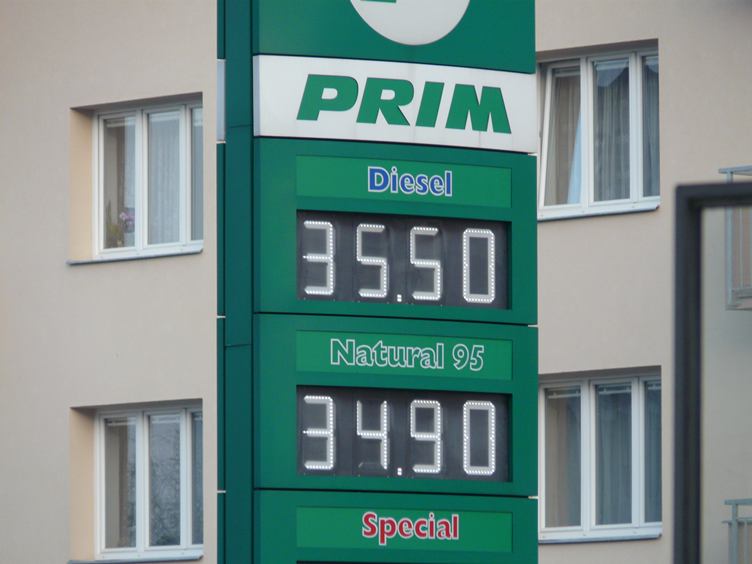 PRIM
Diesel
35.50
Natural 95
34.90
Special